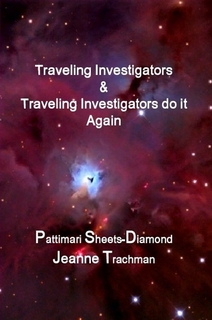 Traveling Investigators
&
Traveling Investigators do it
Again
Pattimari Sheets-Diamond
Jeanne Trachman